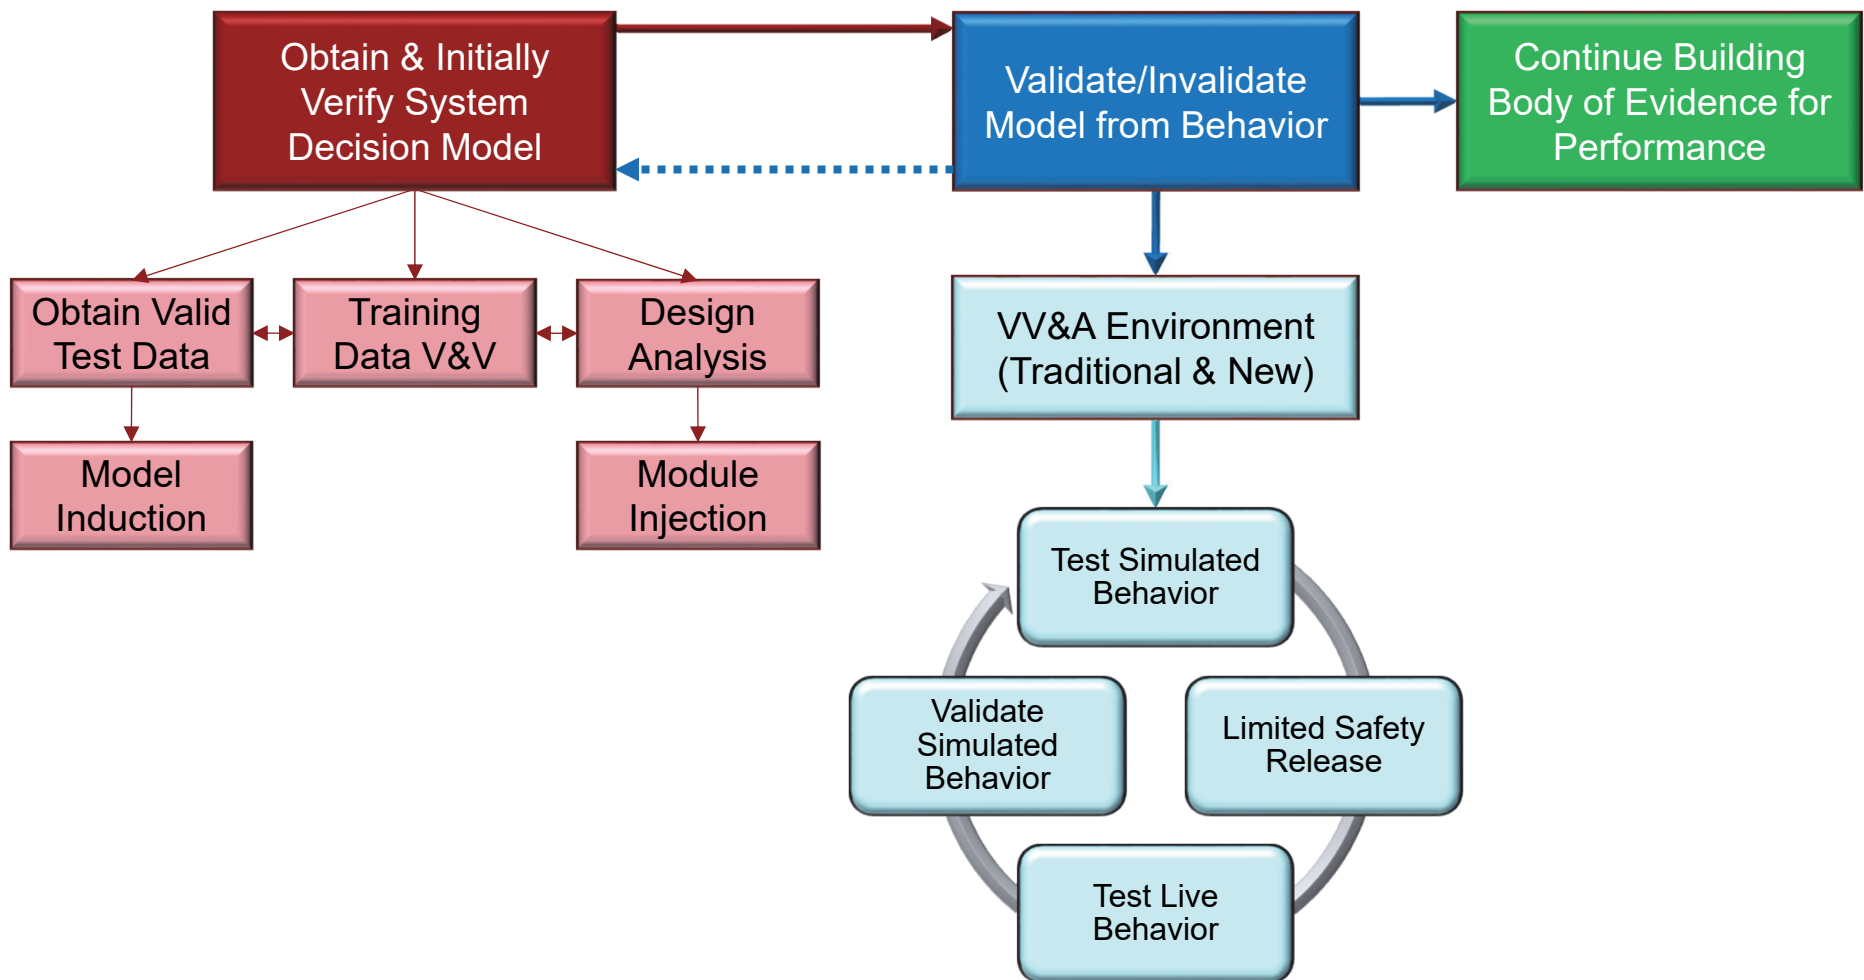 Obtain & Initially
Verify System
Decision Model
Validate/Invalidate
Model from Behavior
Continue Building
Body of Evidence for
Performance
Obtain Valid
Test Data
Training
Data V&V
Design
Analysis
VV&A Environment
(Traditional & New)
Model
Induction
Module
Injection
Test Simulated
Behavior
Validate
Simulated
Behavior
Limited Safety
Release
Test Live
Behavior